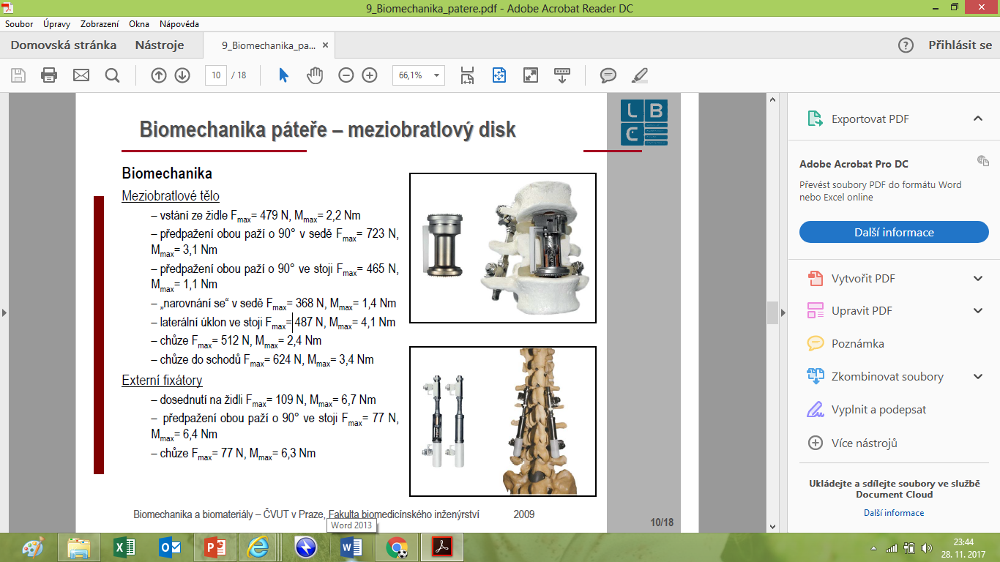 9_Biomechanika_patere.pdf - Adobe Acrobat Reader DC
Soubor Úpravy Zobrazení Okna Nápověda
Domovská stránka Nástroje 9_Biomechanika_pa... Přihlásit se
10 / 18 66,1%
Biomechanika páteře – meziobratlový disk
LBC
Biomechanika
Meziobratlové tělo
– vstání ze židle Fmax= 479 N, Mmax= 2,2 Nm
– předpažení obou paží o 90° v sedě Fmax= 723 N,
Mmax= 3,1 Nm
– předpažení obou paží o 90° ve stoji Fmax= 465 N,
Mmax= 1,1 Nm
– „narovnání se“ v sedě Fmax= 368 N, Mmax= 1,4 Nm
– laterální úklon ve stoji Fmax= 487 N, Mmax= 4,1 Nm
– chůze Fmax= 512 N, Mmax= 2,4 Nm
– chůze do schodů Fmax= 624 N, Mmax= 3,4 Nm
Externí fixátory
– dosednutí na židli Fmax= 109 N, Mmax= 6,7 Nm
– předpažení obou paží o 90° ve stoji Fmax= 77 N,
Mmax= 6,4 Nm
– chůze Fmax= 77 N, Mmax= 6,3 Nm
Biomechanika a biomateriály – ČVUT v Praze, Fakulta biomedicínského inženýrství 2009
10/18
Word 2013
Exportovat PDF
Adobe Acrobat Pro DC
Převést soubory PDF do formátu Word
nebo Excel online
Další informace
Vytvořit PDF
Upravit PDF
Poznámka
Zkombinovat soubory
Vyplnit a podepsat
Více nástrojů
Ukládejte a sdílejte soubory ve službě
Document Cloud
Další informace
23:44
28. 11. 2017